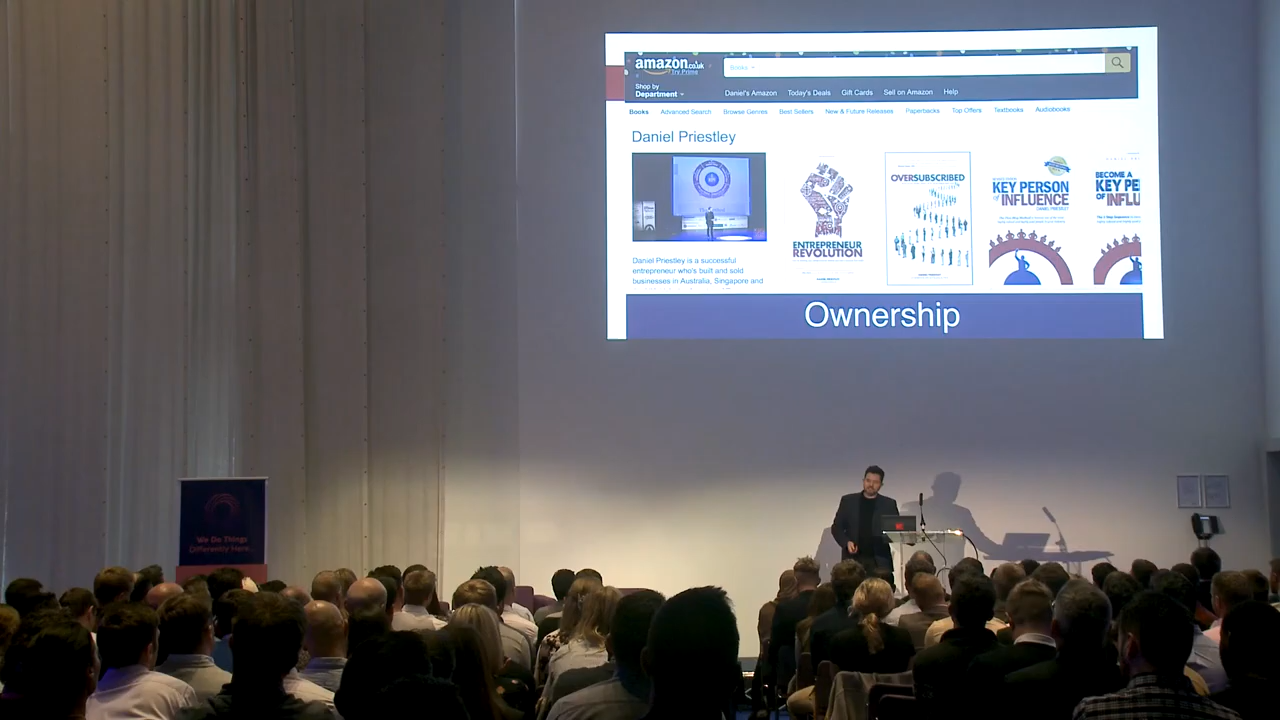 amazon.co.uk
Try Prime
Books
Shop by
Department
Daniel's Amazon Today's Deals Gift Cards Sell on Amazon Help
Books Advanced Search Browse Genres Best Sellers New & Future Releases Paperbacks Top Offers Textbooks Audiobooks
Daniel Priestley
ENTREPRENEUR
REVOLUTION
OVERSUBSCRIBED
KEY PERSON
OF INFLUENCE
DANIEL PRIESTLEY
BECOME A
KEY PE
OF INFLU
Daniel Priestley is a successful
entrepreneur who's built and sold
businesses in Australia, Singapore and
Ownership
We Do Things
Differently Here...